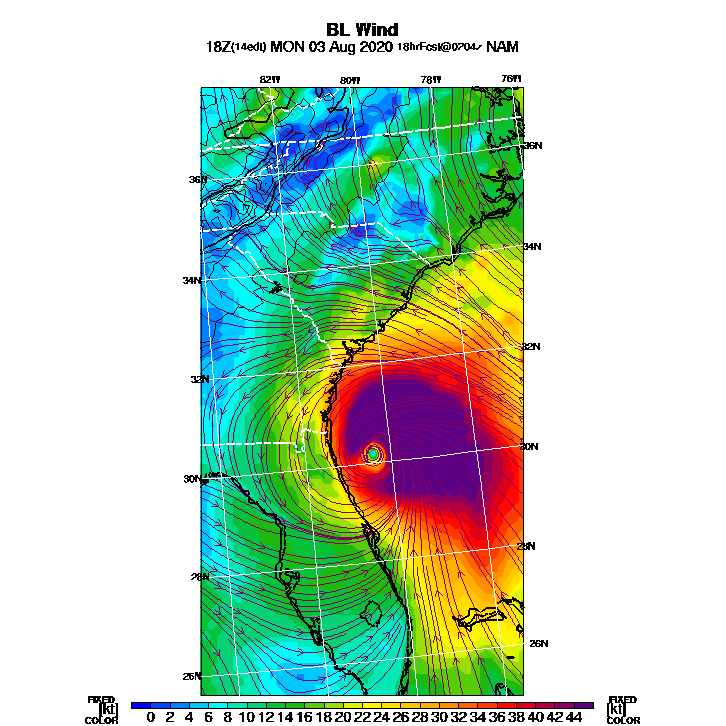 BL Wind
18Z(14edt) MON 03 Aug 2020 18hrFcst@0204z NAM
82W 80W 78W 76W
36N 36N
34N 34N
32N 32N
30N 30N
28N 28N
26N 26N
FIXED FIXED
[kt] 0 2 4 6 8 10 12 14 16 18 20 22 24 26 28 30 32 34 36 38 40 42 44 [kt]
COLOR COLOR